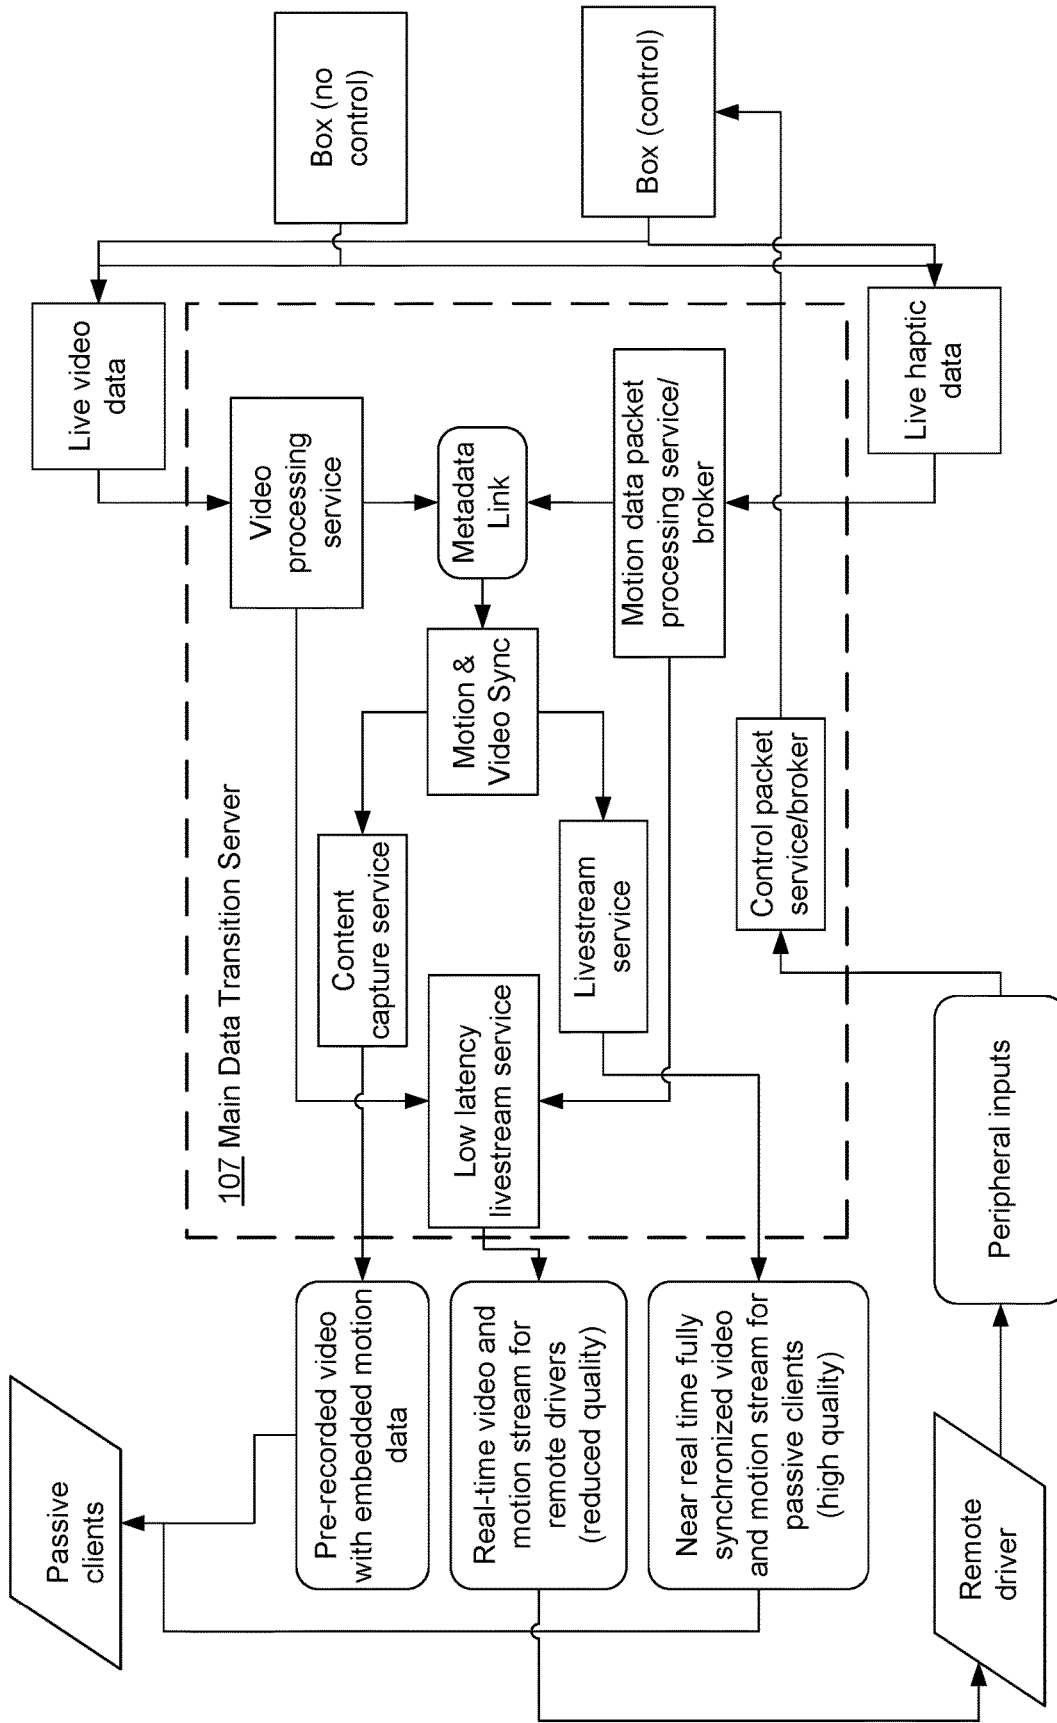 Passive
clients
Pre-recorded video
with embedded motion
data
Real-time video and
motion stream for
remote drivers
(reduced quality)
Near real time fully
synchronized video
and motion stream for
passive clients
(high quality)
Remote
driver
107 Main Data Transition Server
Content
capture service
Low latency
livestream service
Livestream
service
Peripheral inputs
Video
processing
service
Motion &
Video Sync
Metadata
Link
Motion data packet
processing service/
broker
Control packet
service/broker
Live video
data
Live haptic
data
Box (no
control)
Box (control)